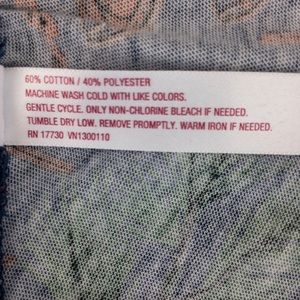 60% COTTON / 40% POLYESTER
MACHINE WASH COLD WITH LIKE COLORS.
GENTLE CYCLE. ONLY NON-CHLORINE BLEACH IF NEEDED.
TUMBLE DRY LOW. REMOVE PROMPTLY. WARM IRON IF NEEDED.
RN 17730 VN1300110